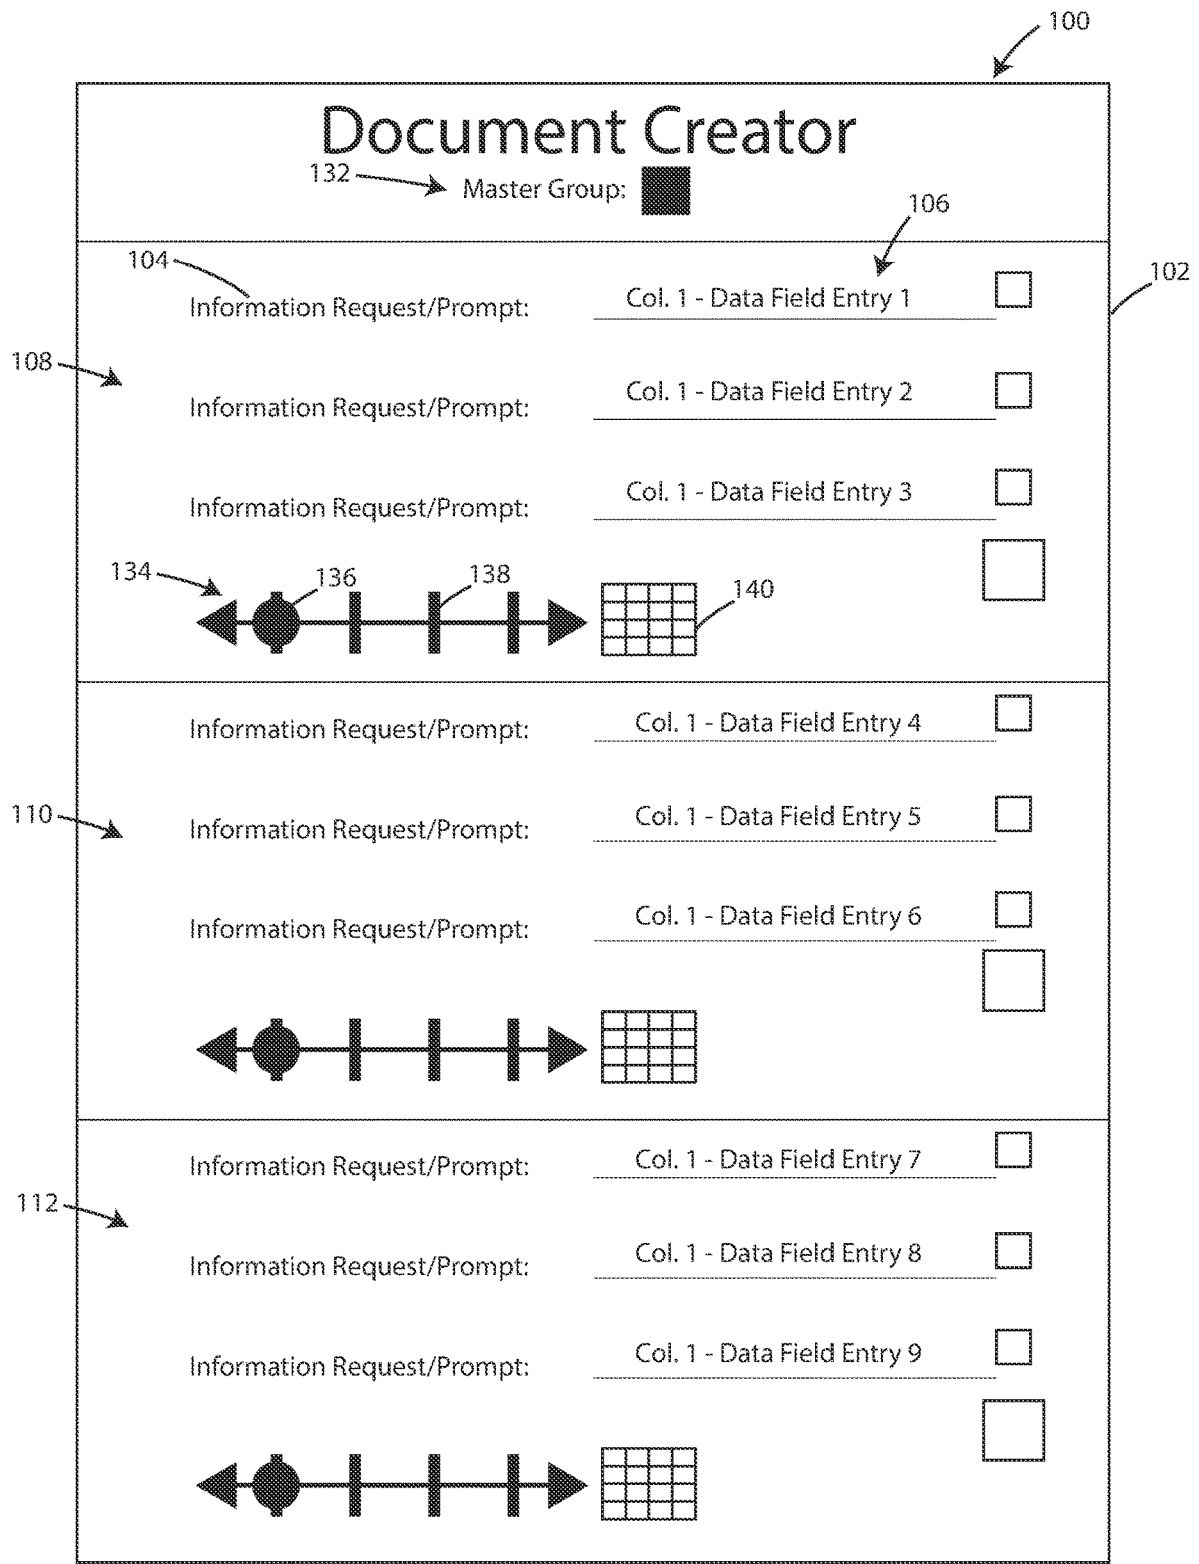 100
Document Creator
132
Master Group:
106
104
102
Information Request/Prompt: Col. 1 - Data Field Entry 1
108
Information Request/Prompt: Col. 1 - Data Field Entry 2
Information Request/Prompt: Col. 1 - Data Field Entry 3
134
136
138
140
Information Request/Prompt: Col. 1 - Data Field Entry 4
110
Information Request/Prompt: Col. 1 - Data Field Entry 5
Information Request/Prompt: Col. 1 - Data Field Entry 6
Information Request/Prompt: Col. 1 - Data Field Entry 7
112
Information Request/Prompt: Col. 1 - Data Field Entry 8
Information Request/Prompt: Col. 1 - Data Field Entry 9